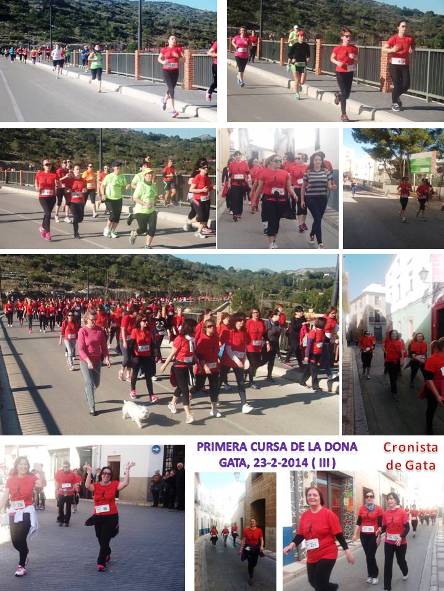 PRIMERA CURSA DE LA DONA
GATA, 23-2-2014 ( III )
Cronista
de Gata